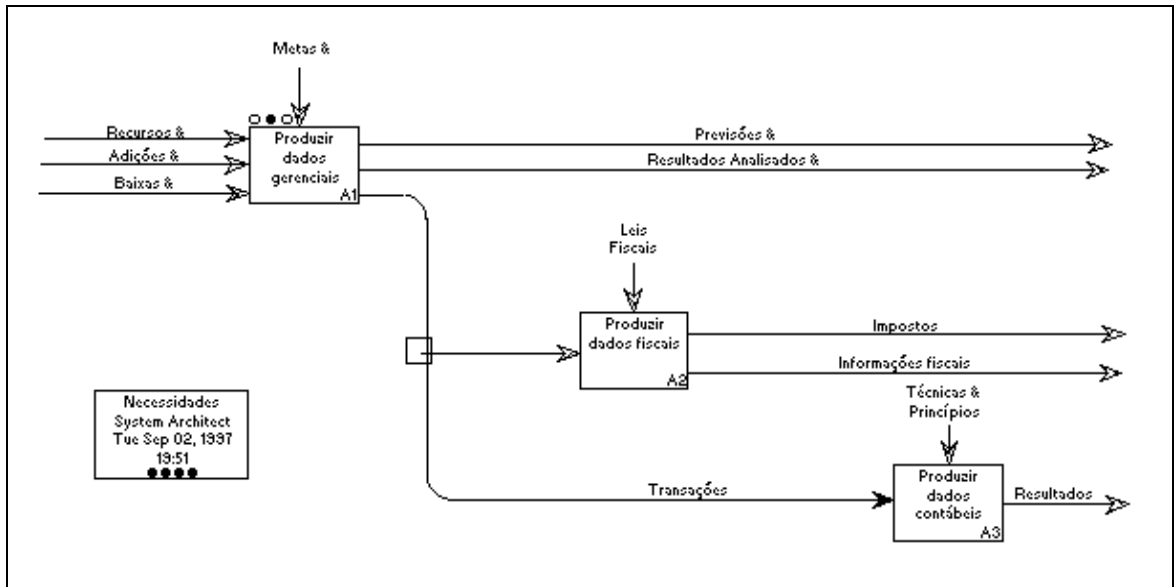 Metas &
Recursos &
Adições &
Baixas &
Produzir
dados
gerenciais
A1
Previsões &
Resultados Analisados &
Leis
Fiscais
Produzir
dados fiscais
A2
Impostos
Informações fiscais
Necessidades
System Architect
Tue Sep 02, 1997
19:51
Técnicas &
Princípios
Transações
Produzir
dados
contábeis
A3
Resultados